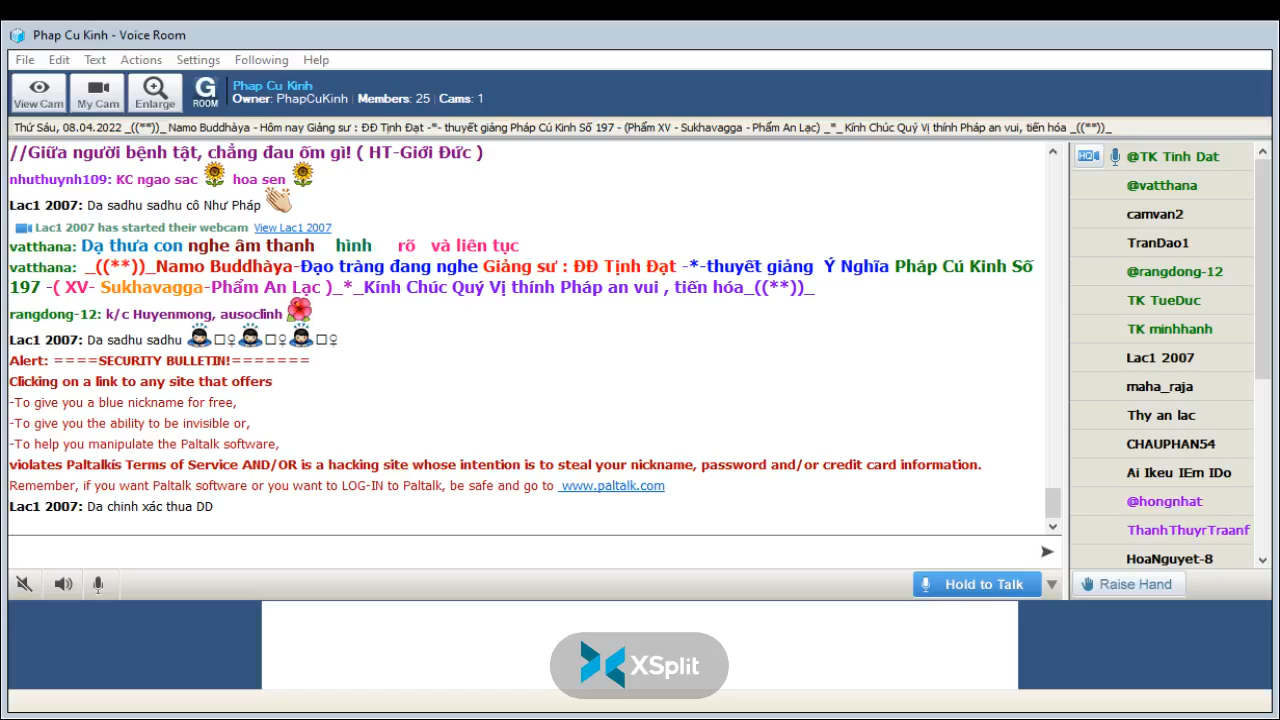 Phap Cu Kinh - Voice Room
File Edit Text Actions Settings Following Help
View Cam My Cam Enlarge G ROOM
Phap Cu Kinh
Owner: PhapCuKinh | Members: 25 | Cams: 1
Thứ Sáu, 08.04.2022 _((**))_ Namo Buddhàya - Hôm nay Giảng sư : ĐĐ Tịnh Đạt -*- thuyết giảng Pháp Cú Kinh Số 197 - (Phẩm XV - Sukhavagga - Phẩm An Lạc) _*_ Kính Chúc Quý Vị thính Pháp an vui, tiến hóa _((**))_
//Giữa người bệnh tật, chẳng đau ốm gì! ( HT-Giới Đức )
nhuthuynh109: KC ngao sac hoa sen
Lac1 2007: Da sadhu sadhu cô Như Pháp
Lac1 2007 has started their webcam View Lac1 2007
vatthana: Dạ thưa con nghe âm thanh hình rõ và liên tục
vatthana: _((**))_Namo Buddhàya-Đạo tràng đang nghe Giảng sư : ĐĐ Tịnh Đạt -*-thuyết giảng Ý Nghĩa Pháp Cú Kinh Số
197 -( XV- Sukhavagga-Phẩm An Lạc )_*_Kính Chúc Quý Vị thính Pháp an vui , tiến hóa_((**))_
rangdong-12: k/c Huyenmong, ausoclinh
Lac1 2007: Da sadhu sadhu □♀ □♀ □♀
Alert: ====SECURITY BULLETIN!=======
Clicking on a link to any site that offers
-To give you a blue nickname for free,
-To give you the ability to be invisible or,
-To help you manipulate the Paltalk software,
violates Paltalkís Terms of Service AND/OR is a hacking site whose intention is to steal your nickname, password and/or credit card information.
Remember, if you want Paltalk software or you want to LOG-IN to Paltalk, be safe and go to www.paltalk.com
Lac1 2007: Da chinh xác thua DD
HQ
@TK Tinh Dat
@vatthana
camvan2
TranDao1
@rangdong-12
TK TueDuc
TK minhhanh
Lac1 2007
maha_raja
Thy an lac
CHAUPHAN54
Ai lkeu IEm IDo
@hongnhat
ThanhThuyrTraanf
HoaNguyet-8
Hold to Talk
Raise Hand
XSplit